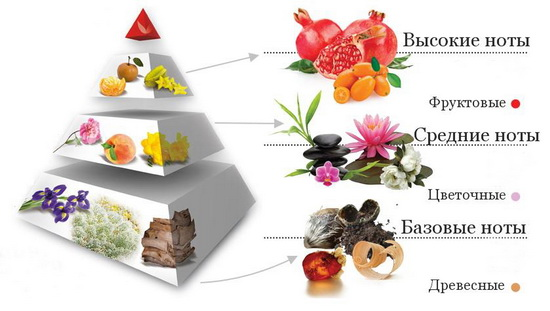 Высокие ноты
Фруктовые
Средние ноты
Цветочные
Базовые ноты
Древесные